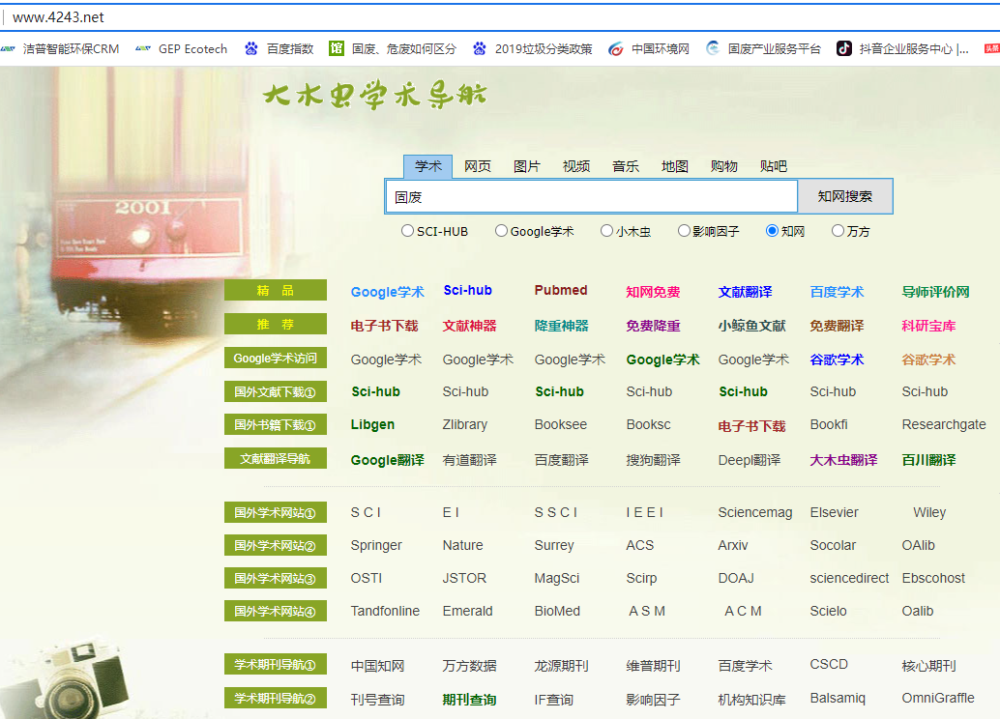 www.4243.net
洁普智能环保CRM GEP Ecotech 百度指数 馆 固废、危废如何区分 2019垃圾分类政策 中国环境网 固废产业服务平台 抖音企业服务中心 |... 头条
大木虫学术导航
学术 网页 图片 视频 音乐 地图 购物 贴吧
固废 知网搜索
SCI-HUB Google学术 小木虫 影响因子 知网 万方
2001
精 品 Google学术 Sci-hub Pubmed 知网免费 文献翻译 百度学术 导师评价网
推 荐 电子书下载 文献神器 降重神器 免费降重 小鲸鱼文献 免费翻译 科研宝库
Google学术访问 Google学术 Google学术 Google学术 Google学术 Google学术 谷歌学术 谷歌学术
国外文献下载① Sci-hub Sci-hub Sci-hub Sci-hub Sci-hub Sci-hub Sci-hub
国外书籍下载① Libgen Zlibrary Booksee Booksc 电子书下载 Bookfi Researchgate
文献翻译导航 Google翻译 有道翻译 百度翻译 搜狗翻译 Deepl翻译 大木虫翻译 百川翻译
国外学术网站① S C I E I S S C I I E E I Sciencemag Elsevier Wiley
国外学术网站② Springer Nature Surrey ACS Arxiv Socolar OAlib
国外学术网站③ OSTI JSTOR MagSci Scirp DOAJ sciencedirect Ebscohost
国外学术网站④ Tandfonline Emerald BioMed A S M A C M Scielo Oalib
学术期刊导航① 中国知网 万方数据 龙源期刊 维普期刊 百度学术 CSCD 核心期刊
学术期刊导航② 刊号查询 期刊查询 IF查询 影响因子 机构知识库 Balsamiq OmniGraffle